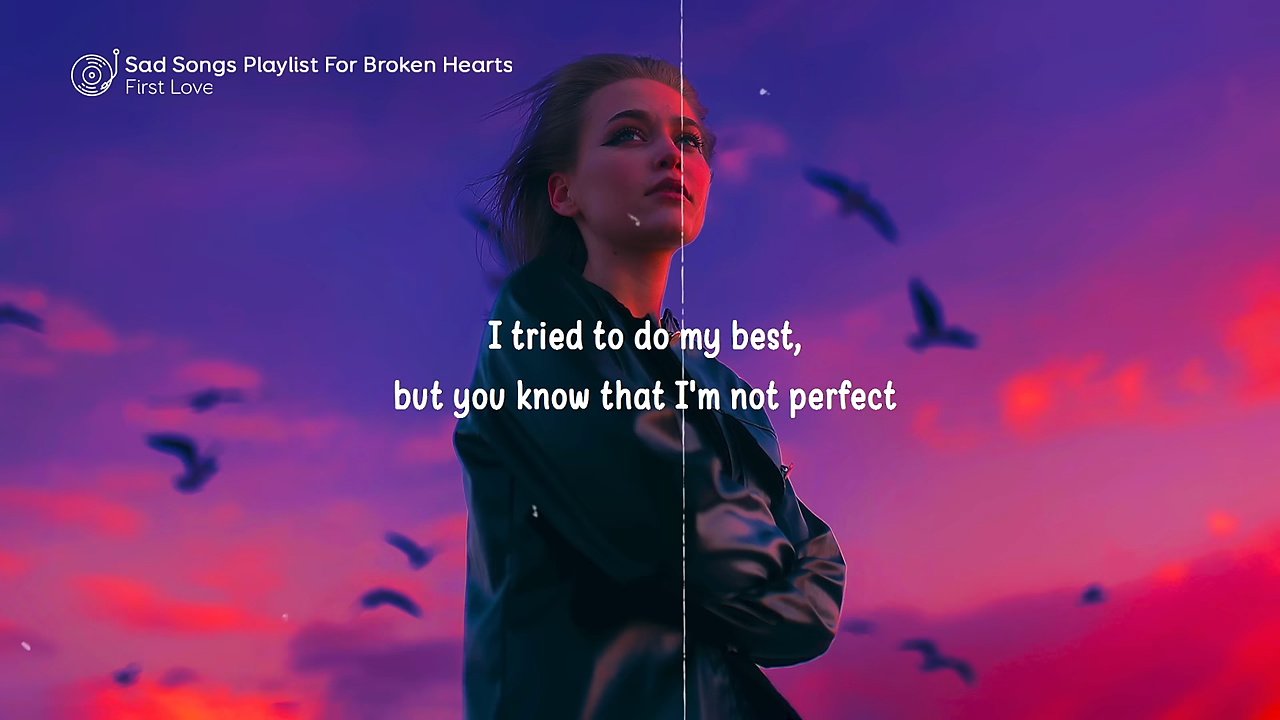 Sad Songs Playlist For Broken Hearts
First Love
I tried to do my best,
but you know that I'm not perfect